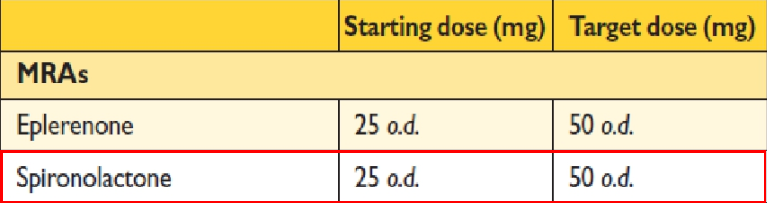 Starting dose (mg) Target dose (mg)
MRAs
Eplerenone 25 o.d. 50 o.d.
Spironolactone 25 o.d. 50 o.d.